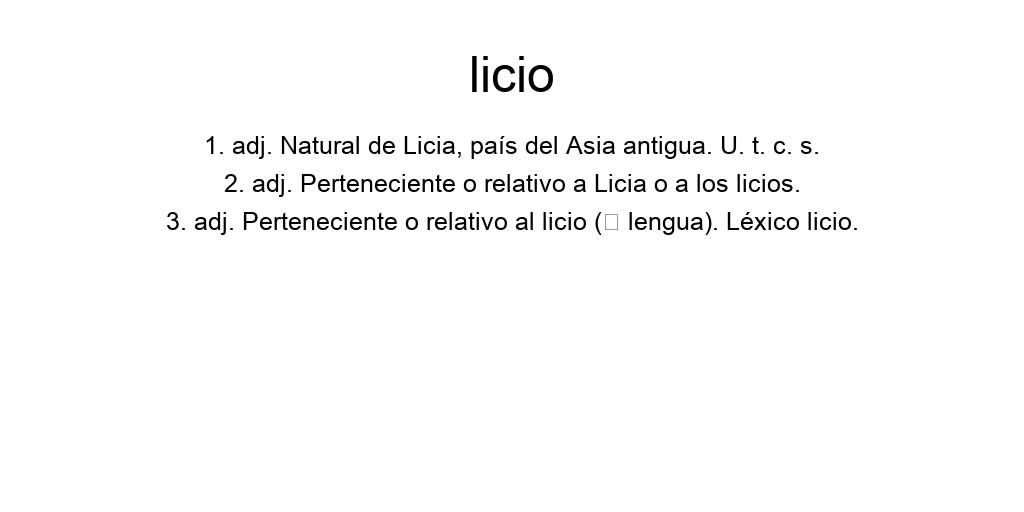 licio
1. adj. Natural de Licia, país del Asia antigua. U. t. c. s.
2. adj. Perteneciente o relativo a Licia o a los licios.
3. adj. Perteneciente o relativo al licio (□ lengua). Léxico licio.